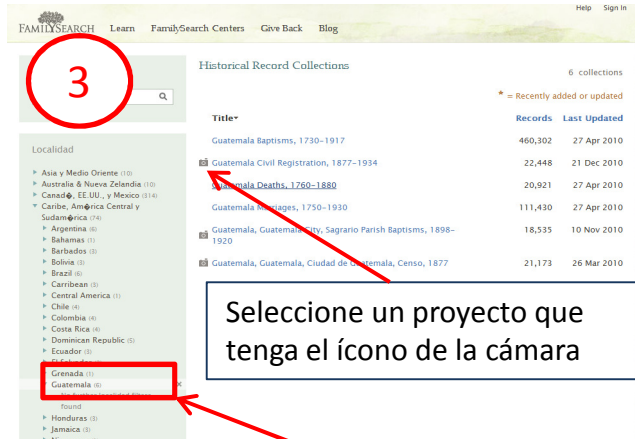 Help Sign In
FAMILYSEARCH Learn FamilySearch Centers Give Back Blog
3
Historical Record Collections
6 collections
* = Recently added or updated
Title Records Last Updated
Guatemala Baptisms, 1730-1917 460,302 27 Apr 2010
Guatemala Civil Registration, 1877-1934 22,448 21 Dec 2010
Guatemala Deaths, 1760-1880 20,921 27 Apr 2010
Guatemala Marriages, 1750-1930 111,430 27 Apr 2010
Guatemala, Guatemala City, Sagrario Parish Baptisms, 1898-
1920 18,535 10 Nov 2010
Guatemala, Guatemala, Ciudad de Guatemala, Censo, 1877 21,173 26 Mar 2010
Localidad
Asia y Medio Oriente (10)
Australia & Nueva Zelandia (10)
Canad�, EE.UU., y Mexico (514)
Caribe, Am�rica Central y
Sudam�rica (74)
Argentina (6)
Bahamas (1)
Barbados (3)
Bolivia (3)
Brazil (6)
Carribean (3)
Central America (1)
Chile (4)
Colombia (4)
Costa Rica (4)
Dominican Republic (5)
Ecuador (3)
Grenada (1)
Guatemala (6) ×
found
Honduras (3)
Jamaica (3)
Seleccione un proyecto que
tenga el ícono de la cámara